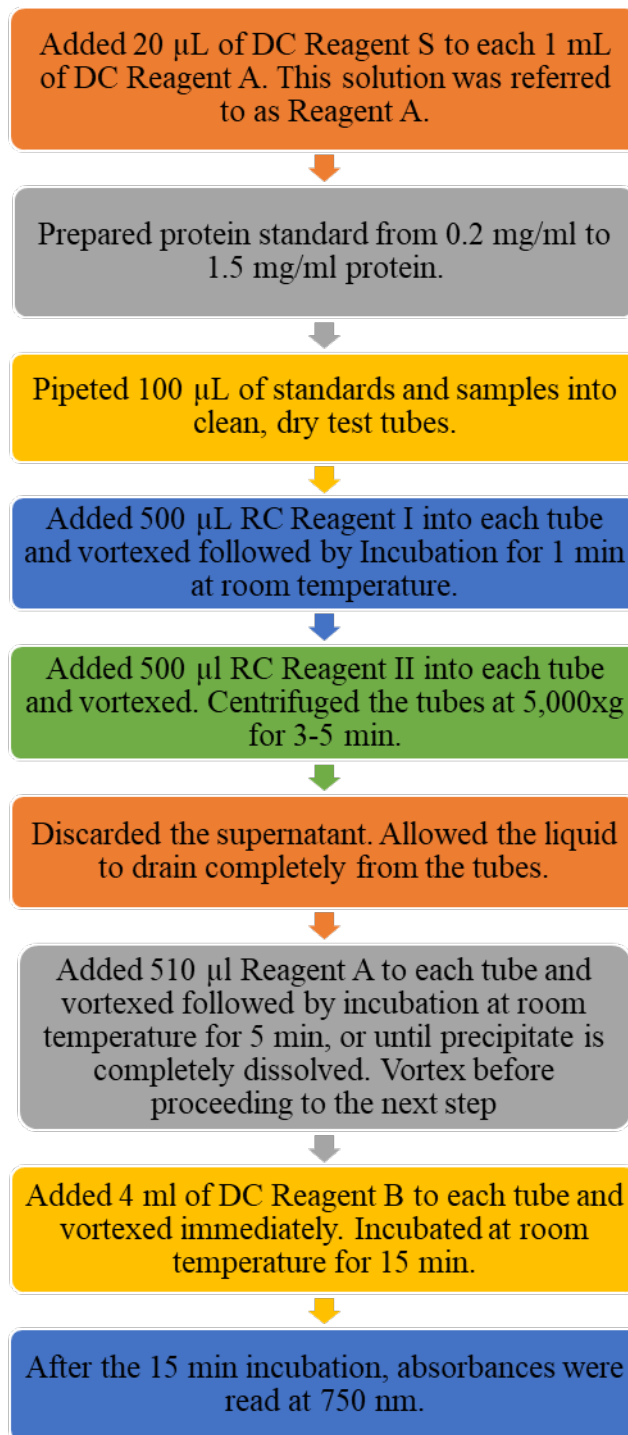 Added 20 µL of DC Reagent S to each 1 mL
of DC Reagent A. This solution was referred
to as Reagent A.
Prepared protein standard from 0.2 mg/ml to
1.5 mg/ml protein.
Pipeted 100 µL of standards and samples into
clean, dry test tubes.
Added 500 µL RC Reagent I into each tube
and vortexed followed by Incubation for 1 min
at room temperature.
Added 500 µl RC Reagent II into each tube
and vortexed. Centrifuged the tubes at 5,000xg
for 3-5 min.
Discarded the supernatant. Allowed the liquid
to drain completely from the tubes.
Added 510 µl Reagent A to each tube and
vortexed followed by incubation at room
temperature for 5 min, or until precipitate is
completely dissolved. Vortex before
proceeding to the next step
Added 4 ml of DC Reagent B to each tube and
vortexed immediately. Incubated at room
temperature for 15 min.
After the 15 min incubation, absorbances were
read at 750 nm.